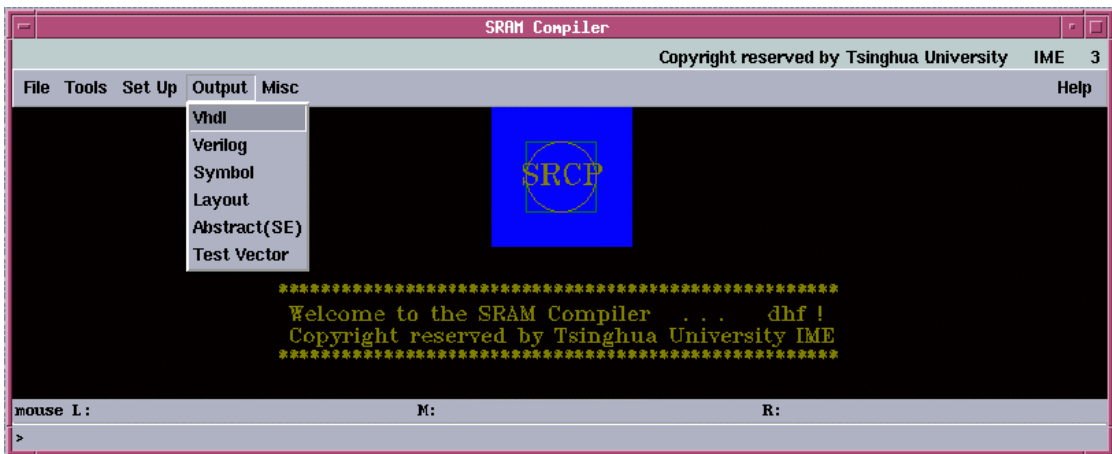 SRAM Compiler
Copyright reserved by Tsinghua University IME 3
File Tools Set Up Output Misc Help
Vhdl
Verilog
Symbol
Layout
Abstract(SE)
Test Vector
SRCP
****************************************************
Welcome to the SRAM Compiler . . . dhf !
Copyright reserved by Tsinghua University IME
****************************************************
mouse L: M: R:
>